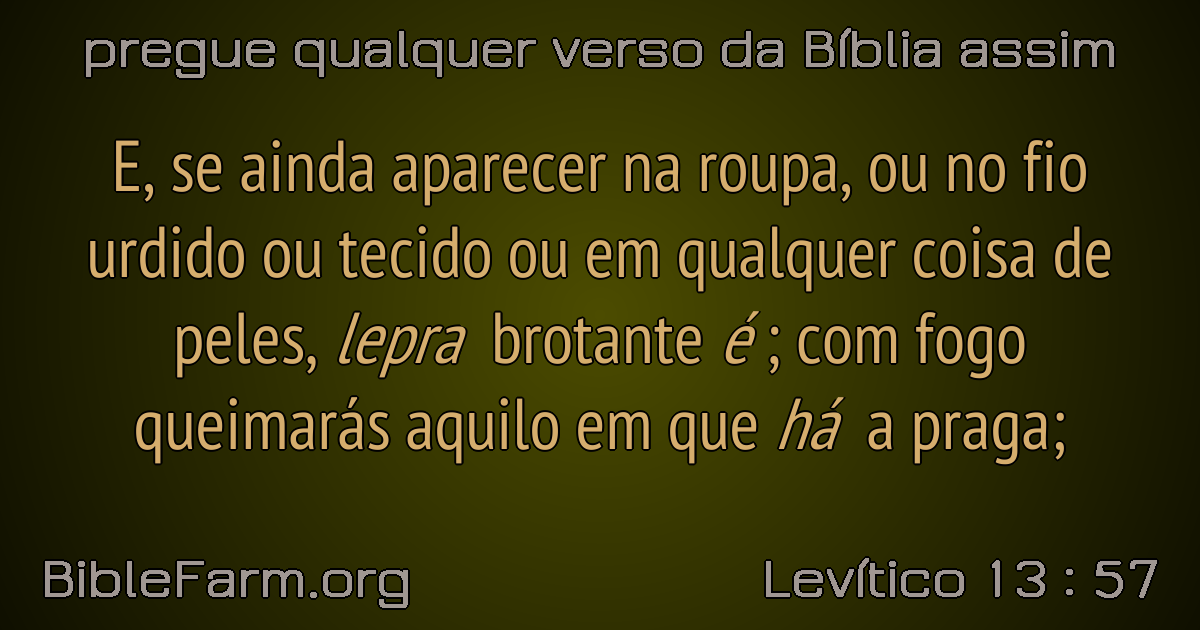 pregue qualquer verso da Bíblia assim
E, se ainda aparecer na roupa, ou no fio
urdido ou tecido ou em qualquer coisa de
peles, lepra brotante é; com fogo
queimarás aquilo em que há a praga;
BibleFarm.org
Levítico 13 : 57